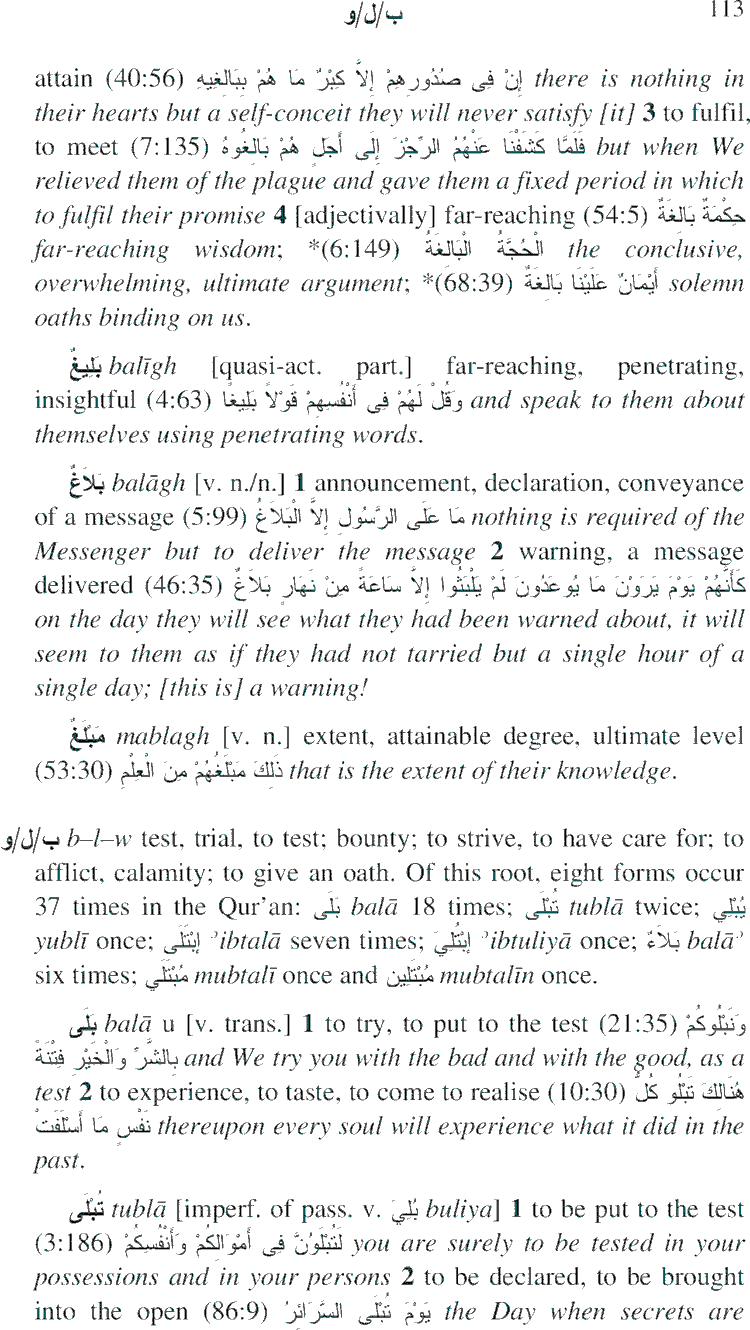 ب/ل/و 113
attain (40:56) إِنْ فِى صُدُورِهِمْ إِلاَّ كِبْرٌ مَا هُمْ بِبَالِغِيهِ there is nothing in
their hearts but a self-conceit they will never satisfy [it] 3 to fulfil,
to meet (7:135) فَلَمَّا كَشَفْنَا عَنْهُمُ الرِّجْزَ إِلَى أَجَلٍ هُمْ بَالِغُوهُ but when We
relieved them of the plague and gave them a fixed period in which
to fulfil their promise 4 [adjectivally] far-reaching (54:5) حِكْمَةٌ بَالِغَةٌ
far-reaching wisdom; *(6:149) الْحُجَّةُ الْبَالِغَةُ the conclusive,
overwhelming, ultimate argument; *(68:39) أَيْمَانٌ عَلَيْنَا بَالِغَةٌ solemn
oaths binding on us.
بَلِيغٌ balīgh [quasi-act. part.] far-reaching, penetrating,
insightful (4:63) وَقُلْ لَهُمْ فِى أَنْفُسِهِمْ قَوْلاً بَلِيغًا and speak to them about
themselves using penetrating words.
بَلاَغٌ balāgh [v. n./n.] 1 announcement, declaration, conveyance
of a message (5:99) مَا عَلَى الرَّسُولِ إِلاَّ الْبَلاَغُ nothing is required of the
Messenger but to deliver the message 2 warning, a message
delivered (46:35) كَأَنَّهُمْ يَوْمَ يَرَوْنَ مَا يُوعَدُونَ لَمْ يَلْبَثُوا إِلاَّ سَاعَةً مِنْ نَهَارٍ بَلاَغٌ
on the day they will see what they had been warned about, it will
seem to them as if they had not tarried but a single hour of a
single day; [this is] a warning!
مَبْلَغٌ mablagh [v. n.] extent, attainable degree, ultimate level
(53:30) ذَلِكَ مَبْلَغُهُمْ مِنَ الْعِلْمِ that is the extent of their knowledge.
ب/ل/و b–l–w test, trial, to test; bounty; to strive, to have care for; to
afflict, calamity; to give an oath. Of this root, eight forms occur
37 times in the Qur'an: بَلَى balā 18 times; تُبْلَى tublā twice; يُبْلِي
yublī once; إِبْتَلَى ʾibtalā seven times; إِبْتُلِيَ ʾibtuliyā once; بَلاَءٌ balāʾ
six times; مُبْتَلِي mubtalī once and مُبْتَلِين mubtalīn once.
بَلَى balā u [v. trans.] 1 to try, to put to the test (21:35) وَنَبْلُوكُمْ
بِالشَّرِّ وَالْخَيْرِ فِتْنَةً and We try you with the bad and with the good, as a
test 2 to experience, to taste, to come to realise (10:30) هُنَالِكَ تَبْلُو كُلُّ
نَفْسٍ مَا أَسْلَفَتْ thereupon every soul will experience what it did in the
past.
تُبْلَى tublā [imperf. of pass. v. بُلِيَ buliya] 1 to be put to the test
(3:186) لَتُبْلَوُنَّ فِى أَمْوَالِكُمْ وَأَنْفُسِكُمْ you are surely to be tested in your
possessions and in your persons 2 to be declared, to be brought
into the open (86:9) يَوْمَ تُبْلَى السَّرَائِرُ the Day when secrets are